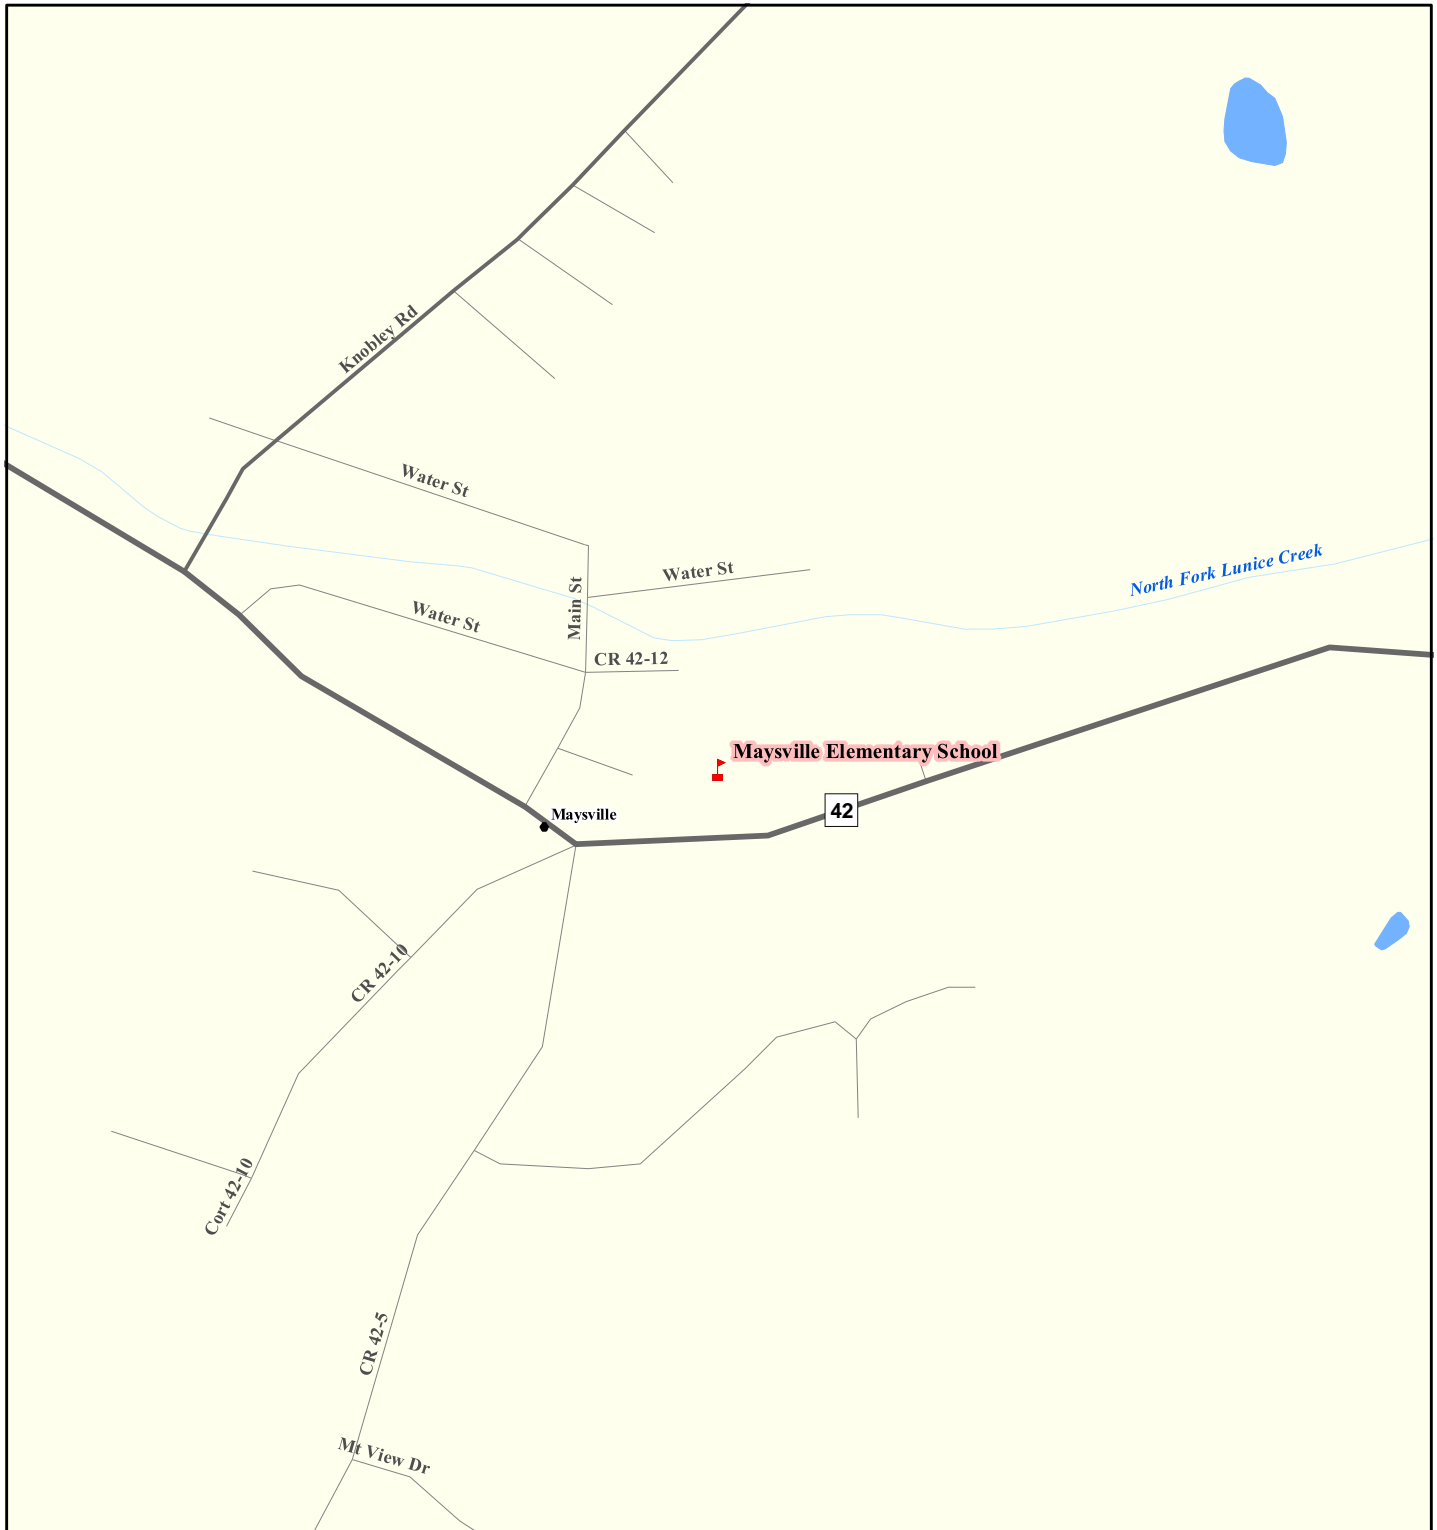 Knobley Rd
Water St
Water St
North Fork Lunice Creek
Main St
Water St
CR 42-12
Maysville Elementary School
42
Maysville
CR 42-10
Cort 42-10
CR 42-5
Mt View Dr